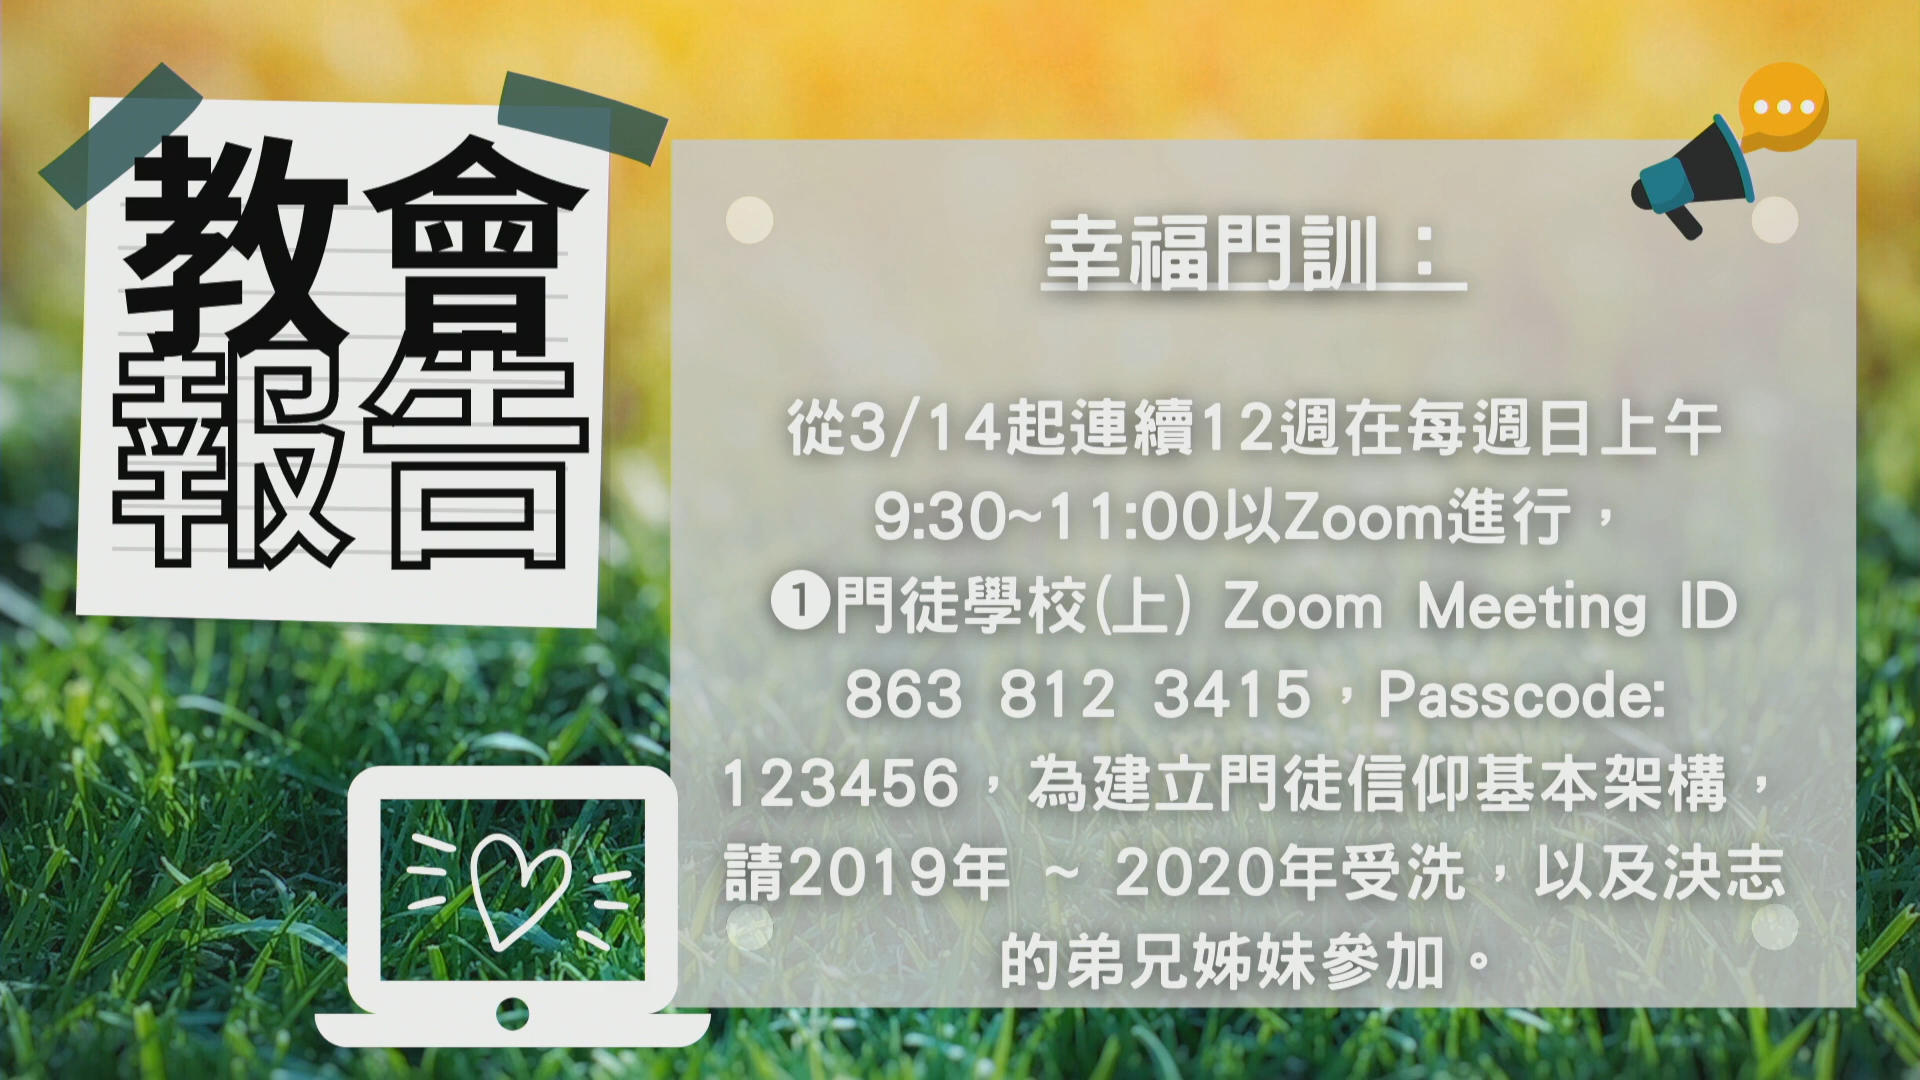 教會
報告
幸福門訓：
從3/14起連續12週在每週日上午
9:30~11:00以Zoom進行，
❶門徒學校(上) Zoom Meeting ID
863 812 3415，Passcode:
123456，為建立門徒信仰基本架構，
請2019年 ~ 2020年受洗，以及決志
的弟兄姊妹參加。